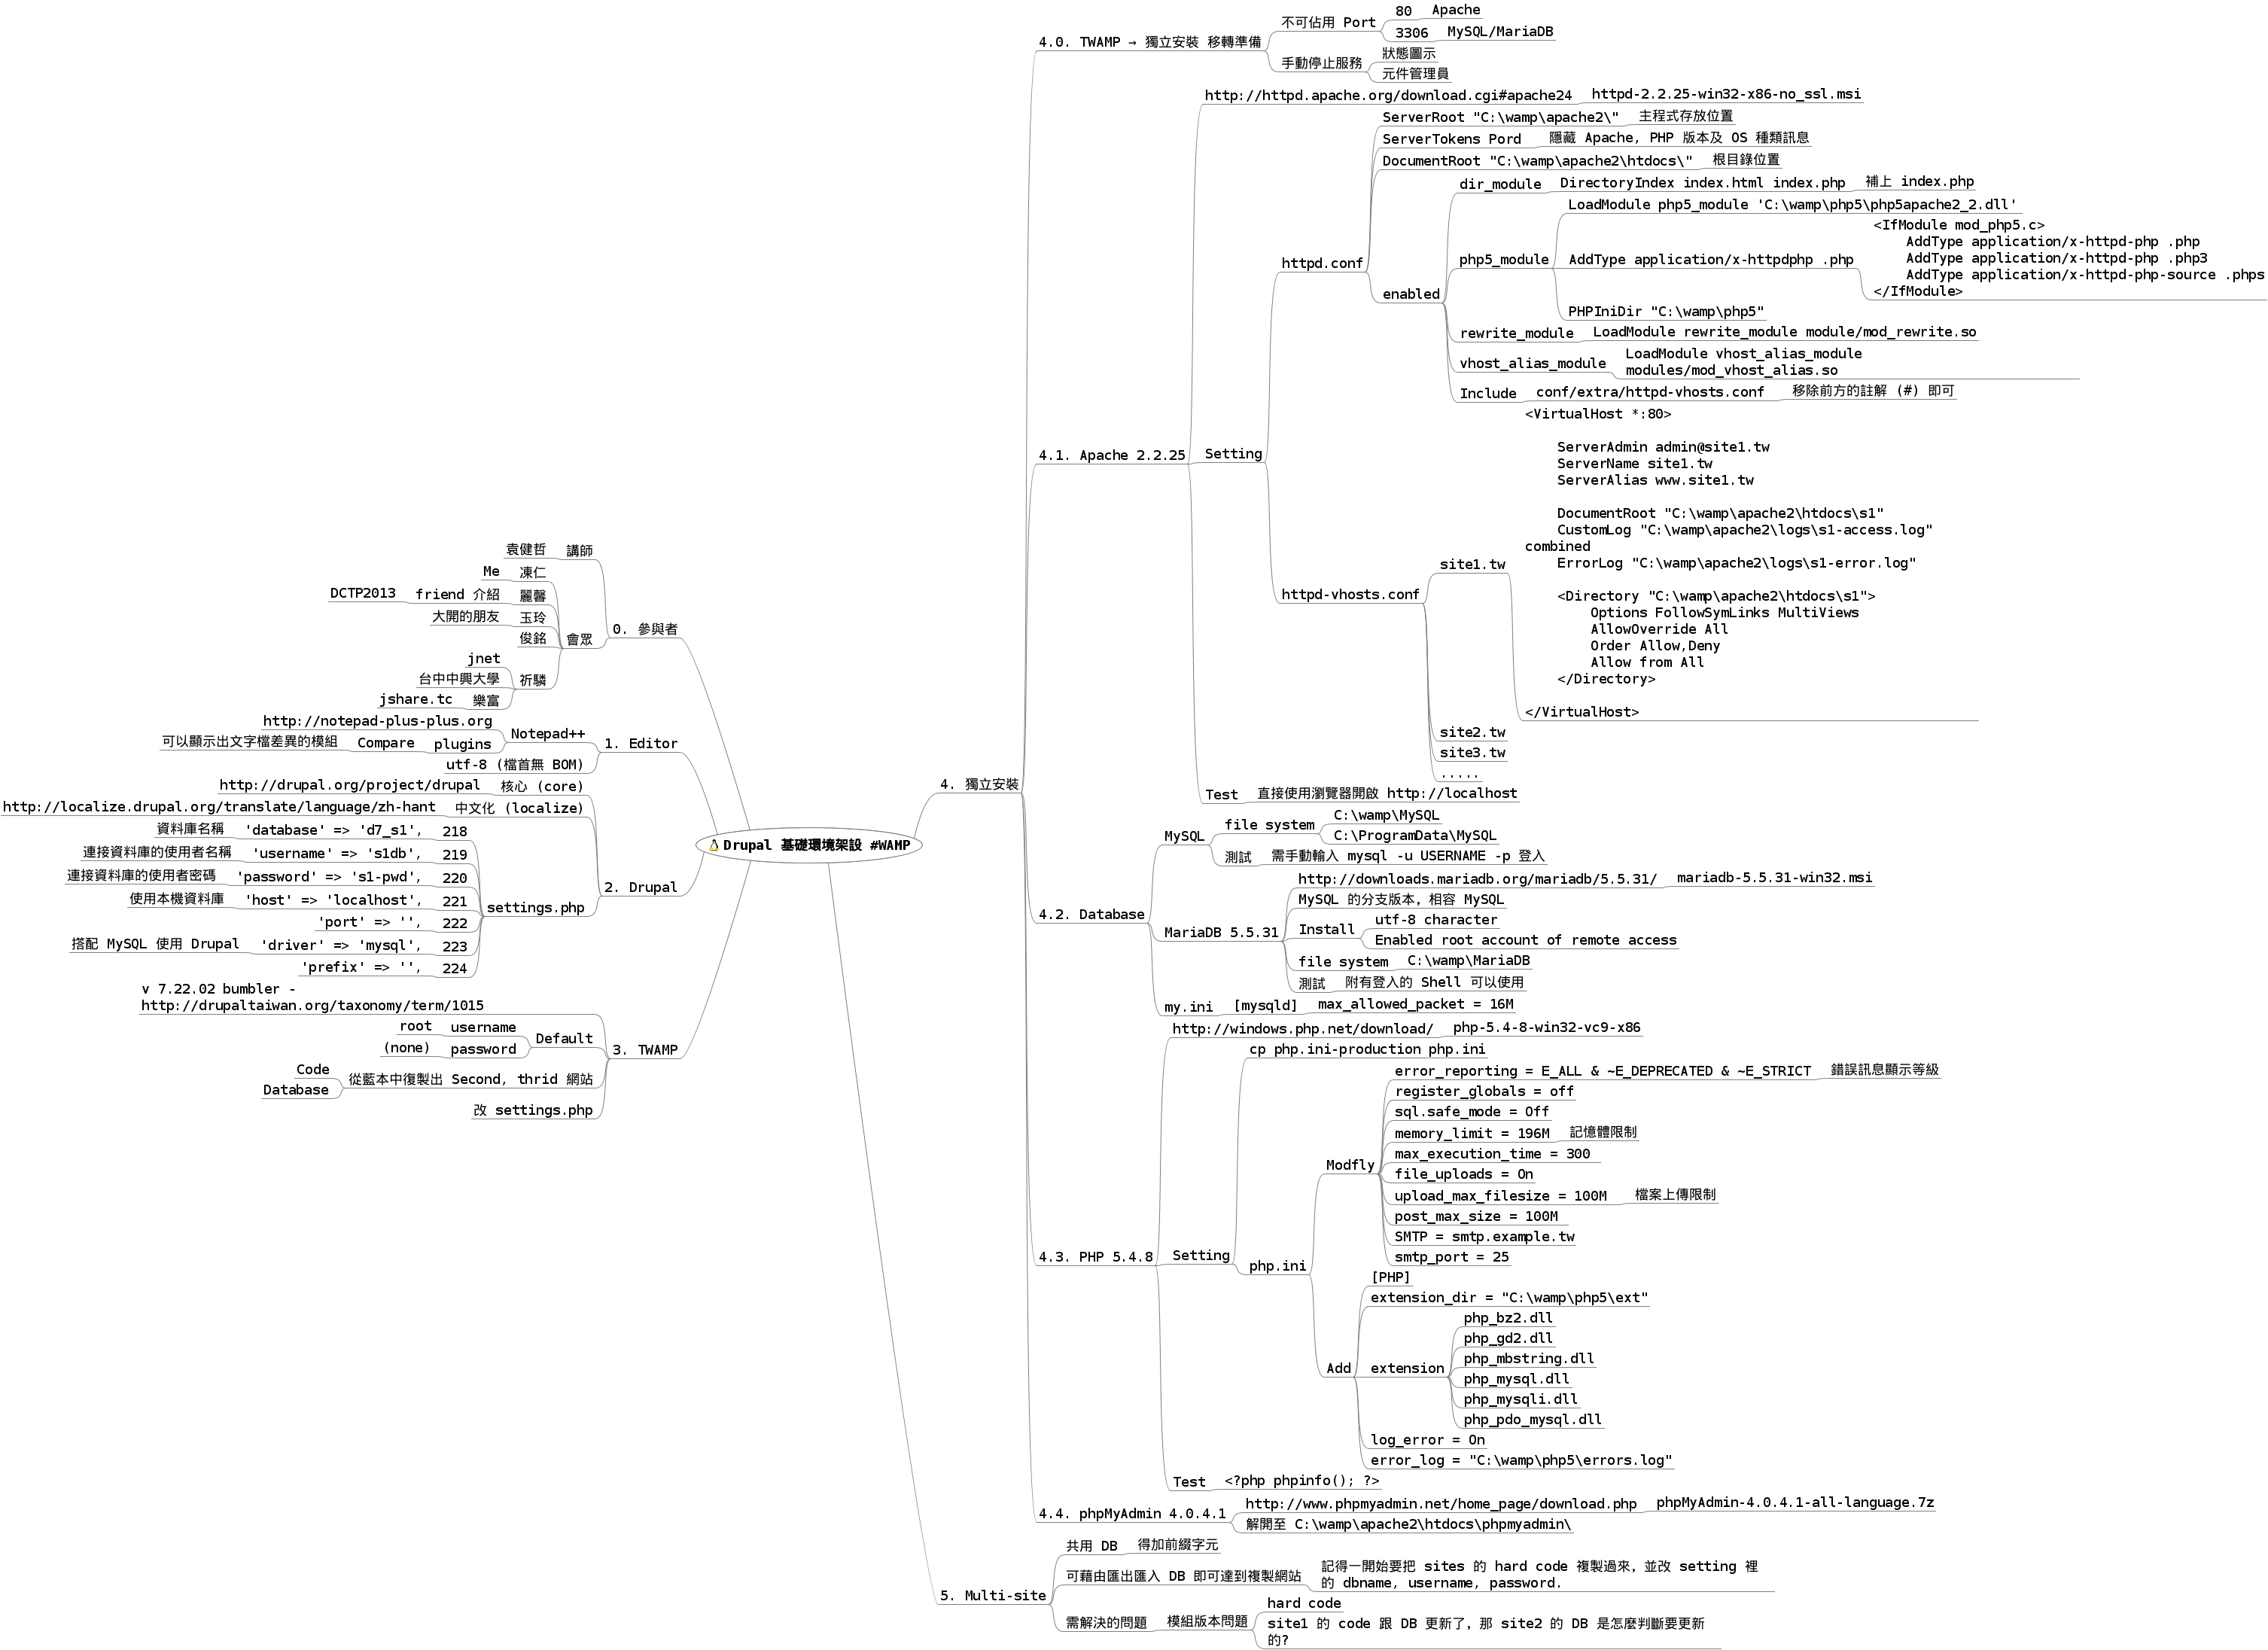 Drupal 基礎環境架設 #WAMP
0. 參與者
講師
袁健哲
會眾
凍仁
Me
麗馨
friend 介紹
DCTP2013
玉玲
大開的朋友
俊銘
祈驎
jnet
台中中興大學
樂富
jshare.tc
1. Editor
Notepad++
http://notepad-plus-plus.org
plugins
Compare
可以顯示出文字檔差異的模組
utf-8 (檔首無 BOM)
2. Drupal
核心 (core)
http://drupal.org/project/drupal
中文化 (localize)
http://localize.drupal.org/translate/language/zh-hant
settings.php
218
'database' => 'd7_s1',
資料庫名稱
219
'username' => 's1db',
連接資料庫的使用者名稱
220
'password' => 's1-pwd',
連接資料庫的使用者密碼
221
'host' => 'localhost',
使用本機資料庫
222
'port' => '',
223
'driver' => 'mysql',
搭配 MySQL 使用 Drupal
224
'prefix' => '',
3. TWAMP
v 7.22.02 bumbler -
http://drupaltaiwan.org/taxonomy/term/1015
Default
username
root
password
(none)
從藍本中復製出 Second, thrid 網站
Code
Database
改 settings.php
4. 獨立安裝
4.0. TWAMP → 獨立安裝 移轉準備
不可佔用 Port
80
Apache
3306
MySQL/MariaDB
手動停止服務
狀態圖示
元件管理員
4.1. Apache 2.2.25
http://httpd.apache.org/download.cgi#apache24
httpd-2.2.25-win32-x86-no_ssl.msi
Setting
httpd.conf
ServerRoot "C:\wamp\apache2\"
主程式存放位置
ServerTokens Pord
隱藏 Apache, PHP 版本及 OS 種類訊息
DocumentRoot "C:\wamp\apache2\htdocs\"
根目錄位置
enabled
dir_module
DirectoryIndex index.html index.php
補上 index.php
php5_module
LoadModule php5_module 'C:\wamp\php5\php5apache2_2.dll'
AddType application/x-httpdphp .php
<IfModule mod_php5.c>
AddType application/x-httpd-php .php
AddType application/x-httpd-php .php3
AddType application/x-httpd-php-source .phps
</IfModule>
PHPIniDir "C:\wamp\php5"
rewrite_module
LoadModule rewrite_module module/mod_rewrite.so
vhost_alias_module
LoadModule vhost_alias_module
modules/mod_vhost_alias.so
Include
conf/extra/httpd-vhosts.conf
移除前方的註解 (#) 即可
httpd-vhosts.conf
site1.tw
<VirtualHost *:80>
ServerAdmin admin@site1.tw
ServerName site1.tw
ServerAlias www.site1.tw
DocumentRoot "C:\wamp\apache2\htdocs\s1"
CustomLog "C:\wamp\apache2\logs\s1-access.log"
combined
ErrorLog "C:\wamp\apache2\logs\s1-error.log"
<Directory "C:\wamp\apache2\htdocs\s1">
Options FollowSymLinks MultiViews
AllowOverride All
Order Allow,Deny
Allow from All
</Directory>
</VirtualHost>
site2.tw
site3.tw
.....
Test
直接使用瀏覽器開啟 http://localhost
4.2. Database
MySQL
file system
C:\wamp\MySQL
C:\ProgramData\MySQL
測試
需手動輸入 mysql -u USERNAME -p 登入
MariaDB 5.5.31
http://downloads.mariadb.org/mariadb/5.5.31/
mariadb-5.5.31-win32.msi
MySQL 的分支版本, 相容 MySQL
Install
utf-8 character
Enabled root account of remote access
file system
C:\wamp\MariaDB
測試
附有登入的 Shell 可以使用
my.ini
[mysqld]
max_allowed_packet = 16M
4.3. PHP 5.4.8
http://windows.php.net/download/
php-5.4-8-win32-vc9-x86
Setting
cp php.ini-production php.ini
php.ini
Modfly
error_reporting = E_ALL & ~E_DEPRECATED & ~E_STRICT
錯誤訊息顯示等級
register_globals = off
sql.safe_mode = Off
memory_limit = 196M
記憶體限制
max_execution_time = 300
file_uploads = On
upload_max_filesize = 100M
檔案上傳限制
post_max_size = 100M
SMTP = smtp.example.tw
smtp_port = 25
Add
[PHP]
extension_dir = "C:\wamp\php5\ext"
extension
php_bz2.dll
php_gd2.dll
php_mbstring.dll
php_mysql.dll
php_mysqli.dll
php_pdo_mysql.dll
log_error = On
error_log = "C:\wamp\php5\errors.log"
Test
<?php phpinfo(); ?>
4.4. phpMyAdmin 4.0.4.1
http://www.phpmyadmin.net/home_page/download.php
phpMyAdmin-4.0.4.1-all-language.7z
解開至 C:\wamp\apache2\htdocs\phpmyadmin\
5. Multi-site
共用 DB
得加前綴字元
可藉由匯出匯入 DB 即可達到複製網站
記得一開始要把 sites 的 hard code 複製過來, 並改 setting 裡
的 dbname, username, password.
需解決的問題
模組版本問題
hard code
site1 的 code 跟 DB 更新了, 那 site2 的 DB 是怎麼判斷要更新
的?